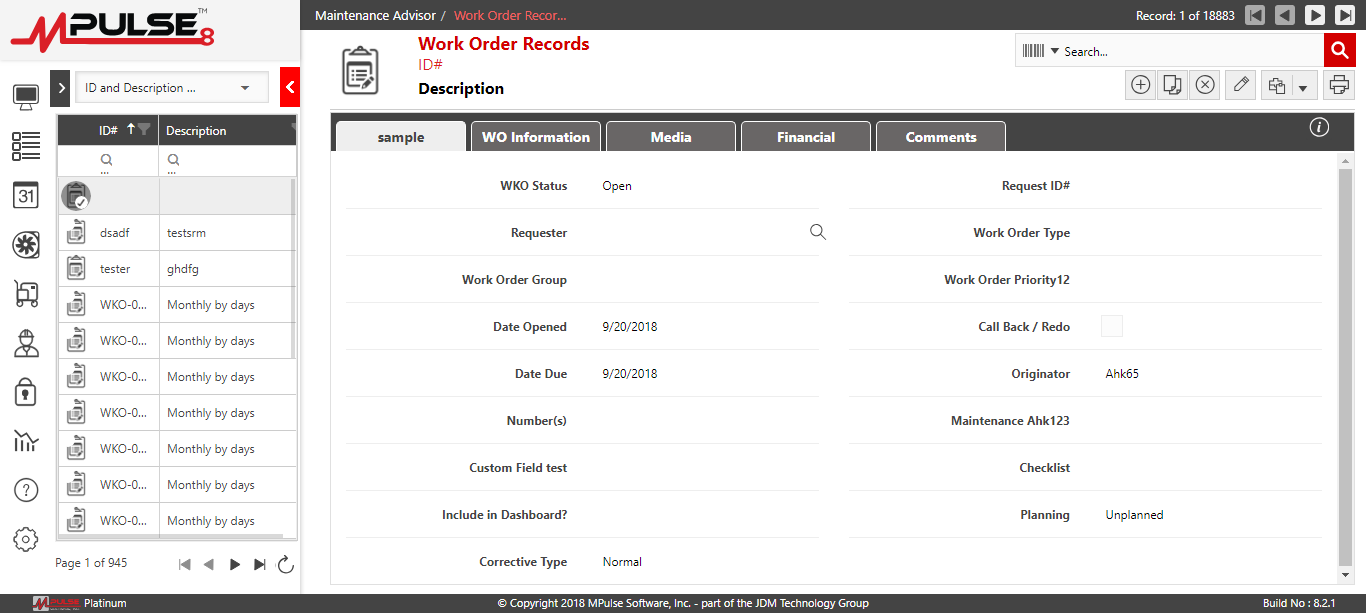 MPULSE 8™
Maintenance Advisor / Work Order Recor...
Record: 1 of 18883
Work Order Records
ID#
Description
Search...
ID and Description ...
ID# Description
... ...
dsadf testsrm
tester ghdfg
WKO-0... Monthly by days
WKO-0... Monthly by days
WKO-0... Monthly by days
WKO-0... Monthly by days
WKO-0... Monthly by days
WKO-0... Monthly by days
WKO-0... Monthly by days
Page 1 of 945
31
?
sample WO Information Media Financial Comments
i
WKO Status Open Request ID#
Requester Work Order Type
Work Order Group Work Order Priority12
Date Opened 9/20/2018 Call Back / Redo
Date Due 9/20/2018 Originator Ahk65
Number(s) Maintenance Ahk123
Custom Field test Checklist
Include in Dashboard? Planning Unplanned
Corrective Type Normal
MPULSE Platinum © Copyright 2018 MPulse Software, Inc. - part of the JDM Technology Group Build No : 8.2.1